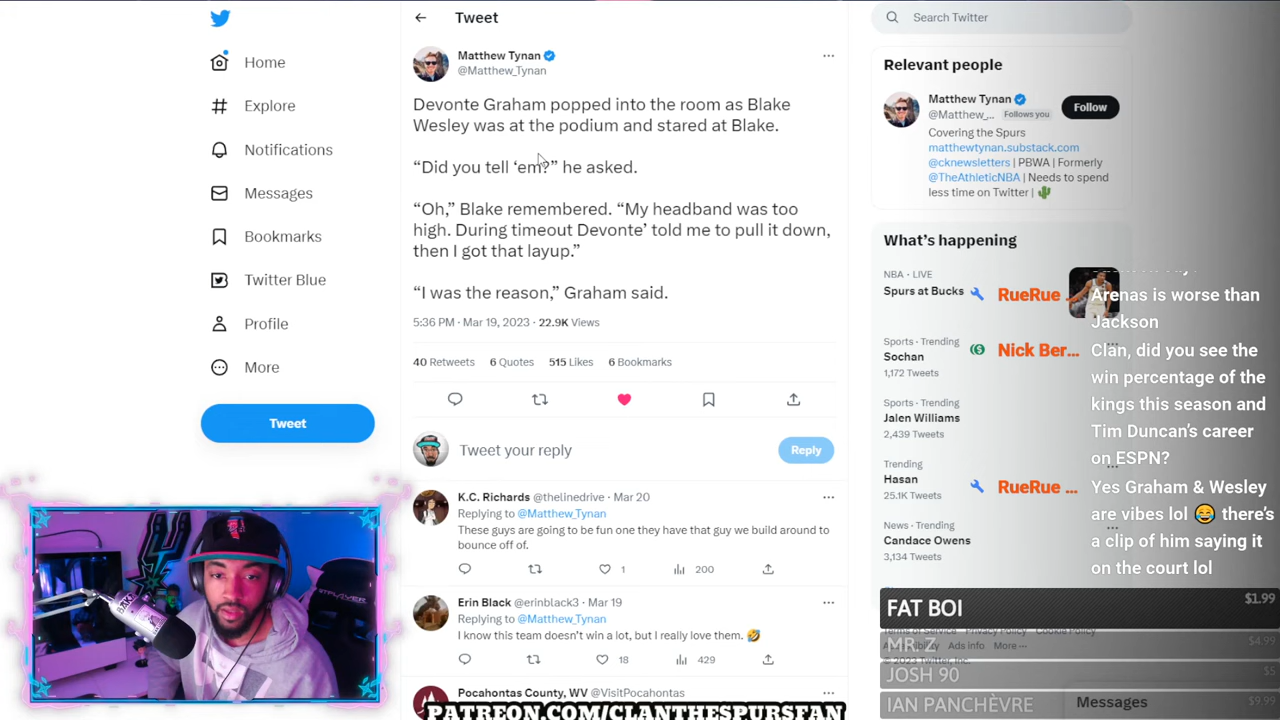 Home
Explore
Notifications
Messages
Bookmarks
Twitter Blue
Profile
More
Tweet
Tweet
Matthew Tynan
@Matthew_Tynan
Devonte Graham popped into the room as Blake
Wesley was at the podium and stared at Blake.
“Did you tell ‘em?” he asked.
“Oh,” Blake remembered. “My headband was too
high. During timeout Devonte’ told me to pull it down,
then I got that layup.”
“I was the reason,” Graham said.
5:36 PM · Mar 19, 2023 · 22.9K Views
40 Retweets 6 Quotes 515 Likes 6 Bookmarks
Tweet your reply
Reply
K.C. Richards @thelinedrive · Mar 20
Replying to @Matthew_Tynan
These guys are going to be fun one they have that guy we build around to
bounce off of.
1 200
Erin Black @erinblack3 · Mar 19
Replying to @Matthew_Tynan
I know this team doesn’t win a lot, but I really love them. 🤣
18 429
Pocahontas County, WV @VisitPocahontas
PATREON.COM/CLANTHESPURSFAN
Search Twitter
Relevant people
Matthew Tynan
@Matthew_... Follows you
Follow
Covering the Spurs
matthewtynan.substack.com
@cknewsletters | PBWA | Formerly
@TheAthleticNBA | Needs to spend
less time on Twitter | 🌵
What’s happening
NBA · LIVE
Spurs at Bucks
Sports · Trending
Sochan
1,172 Tweets
Sports · Trending
Jalen Williams
2,439 Tweets
Trending
Hasan
25.1K Tweets
News · Trending
Candace Owens
3,134 Tweets
RueRue
Arenas is worse than
Jackson
Nick Ber...
Clan, did you see the
win percentage of the
kings this season and
Tim Duncan’s career
on ESPN?
RueRue ...
Yes Graham & Wesley
are vibes lol 😂 there’s
a clip of him saying it
on the court lol
FAT BOI $1.99
MR. Z $4.99
JOSH 90 $5
IAN PANCHÈVRE $9.99
Ads info More ...
© 2023 Twitter, Inc.
Messages